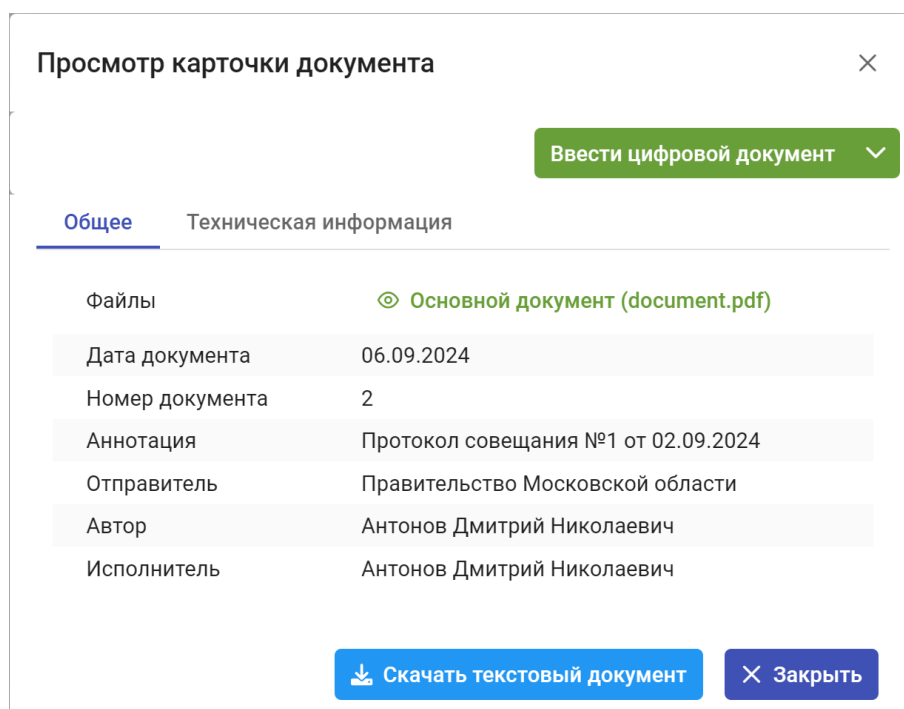 Просмотр карточки документа
Ввести цифровой документ
Общее Техническая информация
Файлы Основной документ (document.pdf)
Дата документа 06.09.2024
Номер документа 2
Аннотация Протокол совещания №1 от 02.09.2024
Отправитель Правительство Московской области
Автор Антонов Дмитрий Николаевич
Исполнитель Антонов Дмитрий Николаевич
Скачать текстовый документ Закрыть